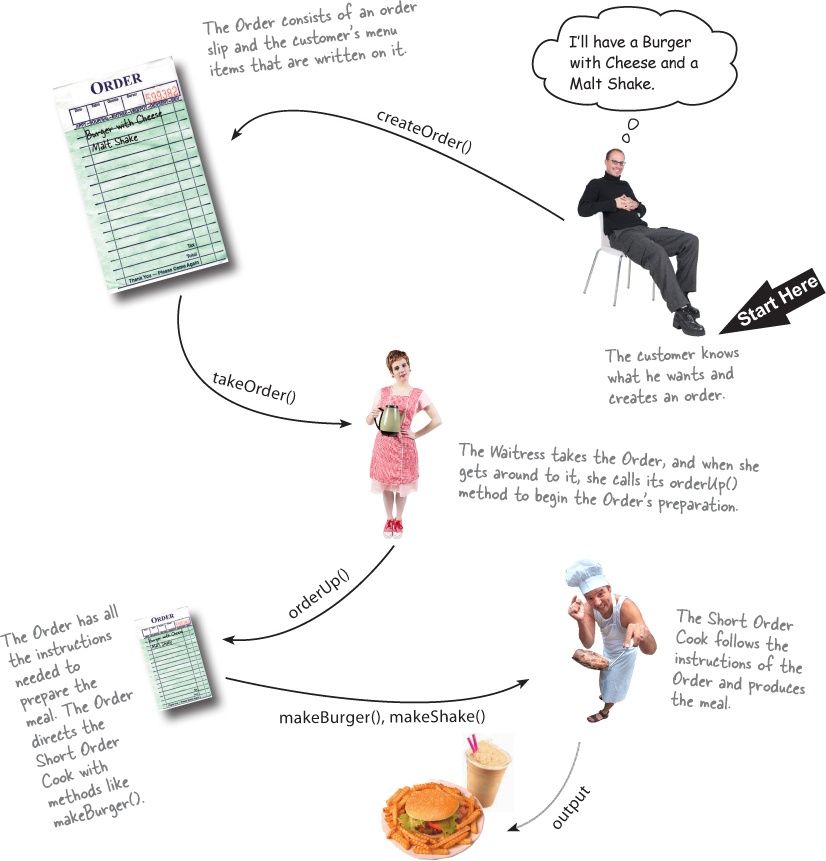 The Order consists of an order
slip and the customer's menu
items that are written on it.
I'll have a Burger
with Cheese and a
Malt Shake.
ORDER
599382
Burger with Cheese
Malt Shake
Tax
Total
Thank You — Please Come Again
createOrder()
Start Here
The customer knows
what he wants and
creates an order.
takeOrder()
The Waitress takes the Order, and when she
gets around to it, she calls its orderUp()
method to begin the Order's preparation.
orderUp()
The Order has all
the instructions
needed to
prepare the
meal. The Order
directs the
Short Order
Cook with
methods like
makeBurger().
ORDER
Burger with Cheese
Malt Shake
makeBurger(), makeShake()
The Short Order
Cook follows the
instructions of the
Order and produces
the meal.
output